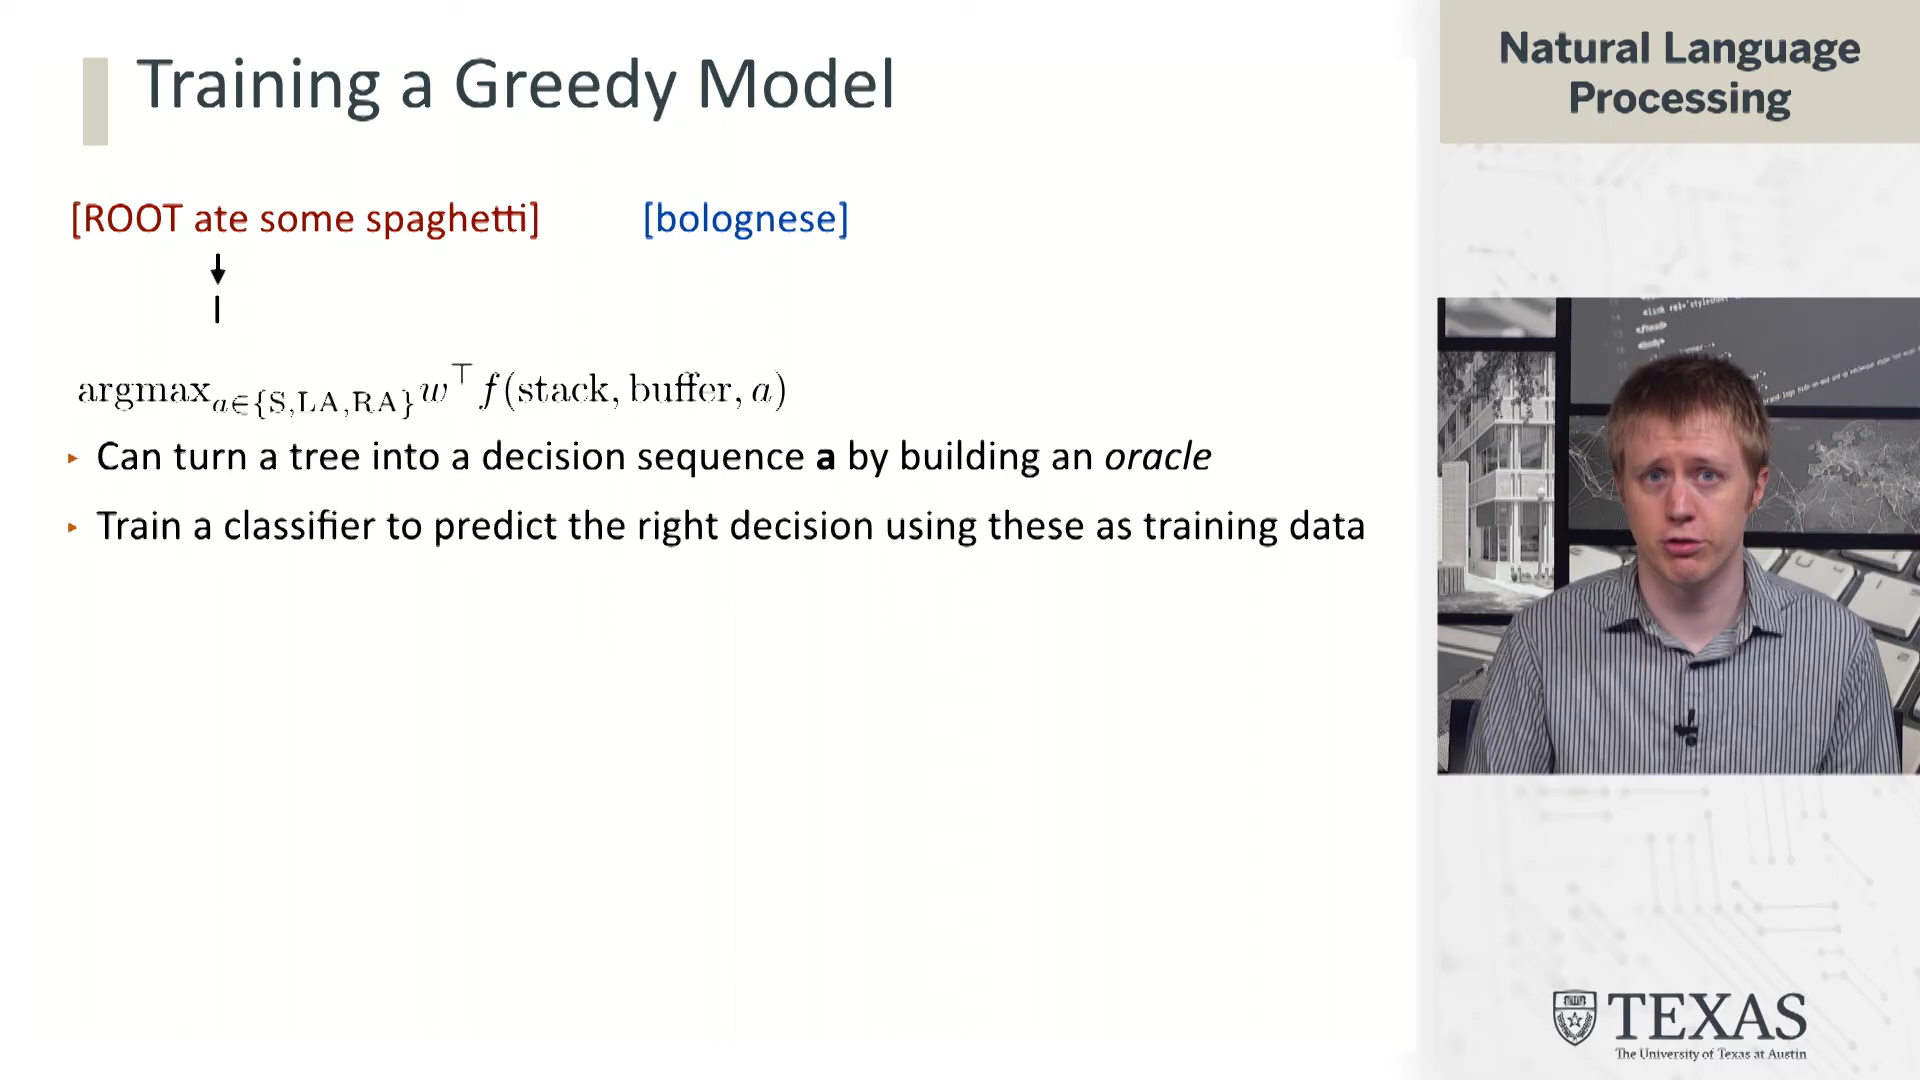 Training a Greedy Model
[ROOT ate some spaghetti] [bolognese]
I
argmax_{a∈{S,LA,RA}} w^⊤ f(stack, buffer, a)
▸ Can turn a tree into a decision sequence a by building an oracle
▸ Train a classifier to predict the right decision using these as training data
Natural Language
Processing
TEXAS
The University of Texas at Austin